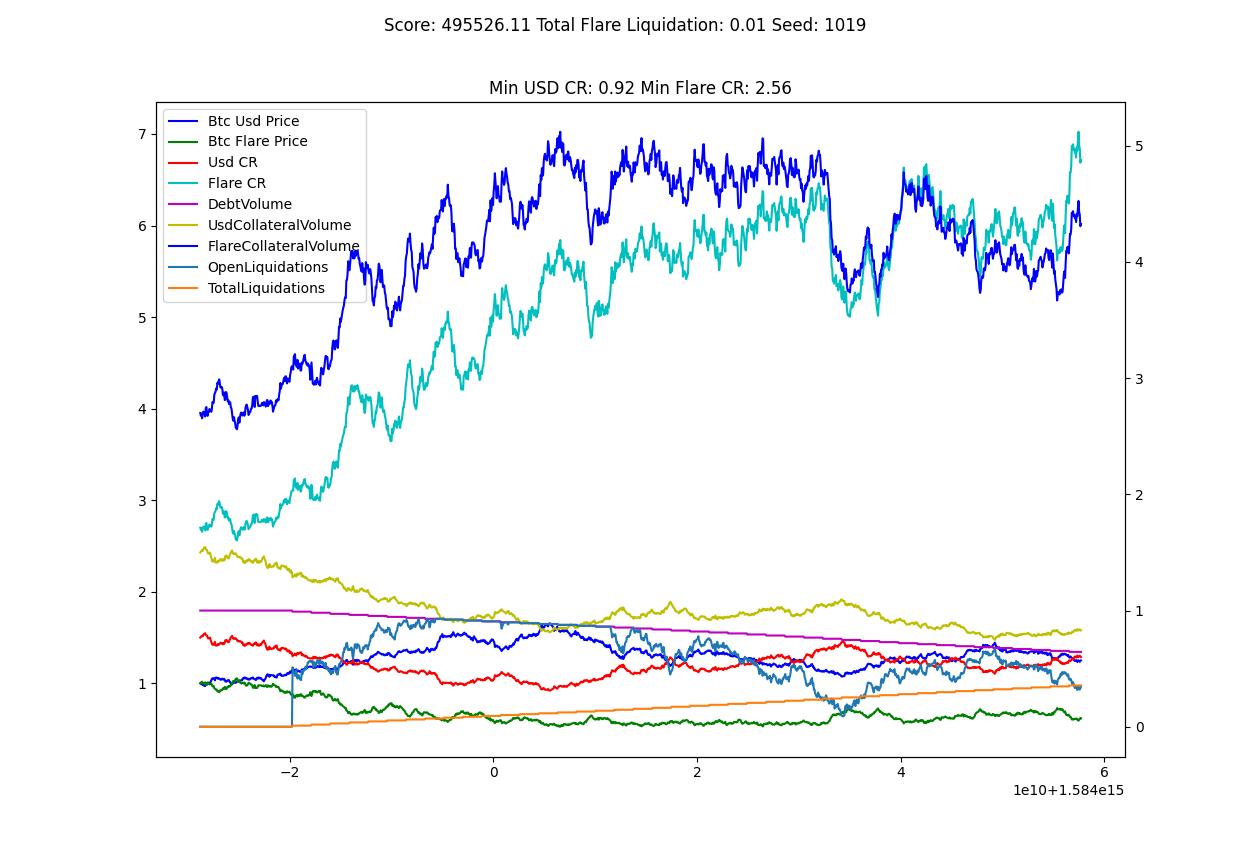 Score: 495526.11 Total Flare Liquidation: 0.01 Seed: 1019
Min USD CR: 0.92 Min Flare CR: 2.56
Btc Usd Price
Btc Flare Price
Usd CR
Flare CR
DebtVolume
UsdCollateralVolume
FlareCollateralVolume
OpenLiquidations
TotalLiquidations
7
6
5
4
3
2
1
5
4
3
2
1
0
−2
0
2
4
6
1e10+1.584e15